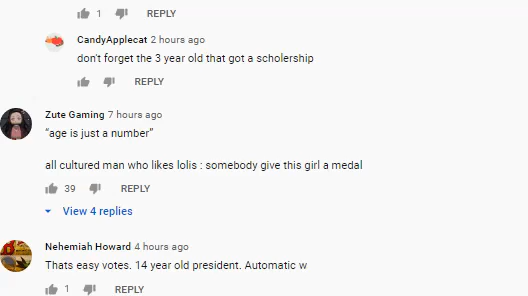 1 REPLY
CandyApplecat 2 hours ago
don't forget the 3 year old that got a scholership
REPLY
Zute Gaming 7 hours ago
“age is just a number”
all cultured man who likes lolis : somebody give this girl a medal
39 REPLY
View 4 replies
Nehemiah Howard 4 hours ago
Thats easy votes. 14 year old president. Automatic w
1 REPLY